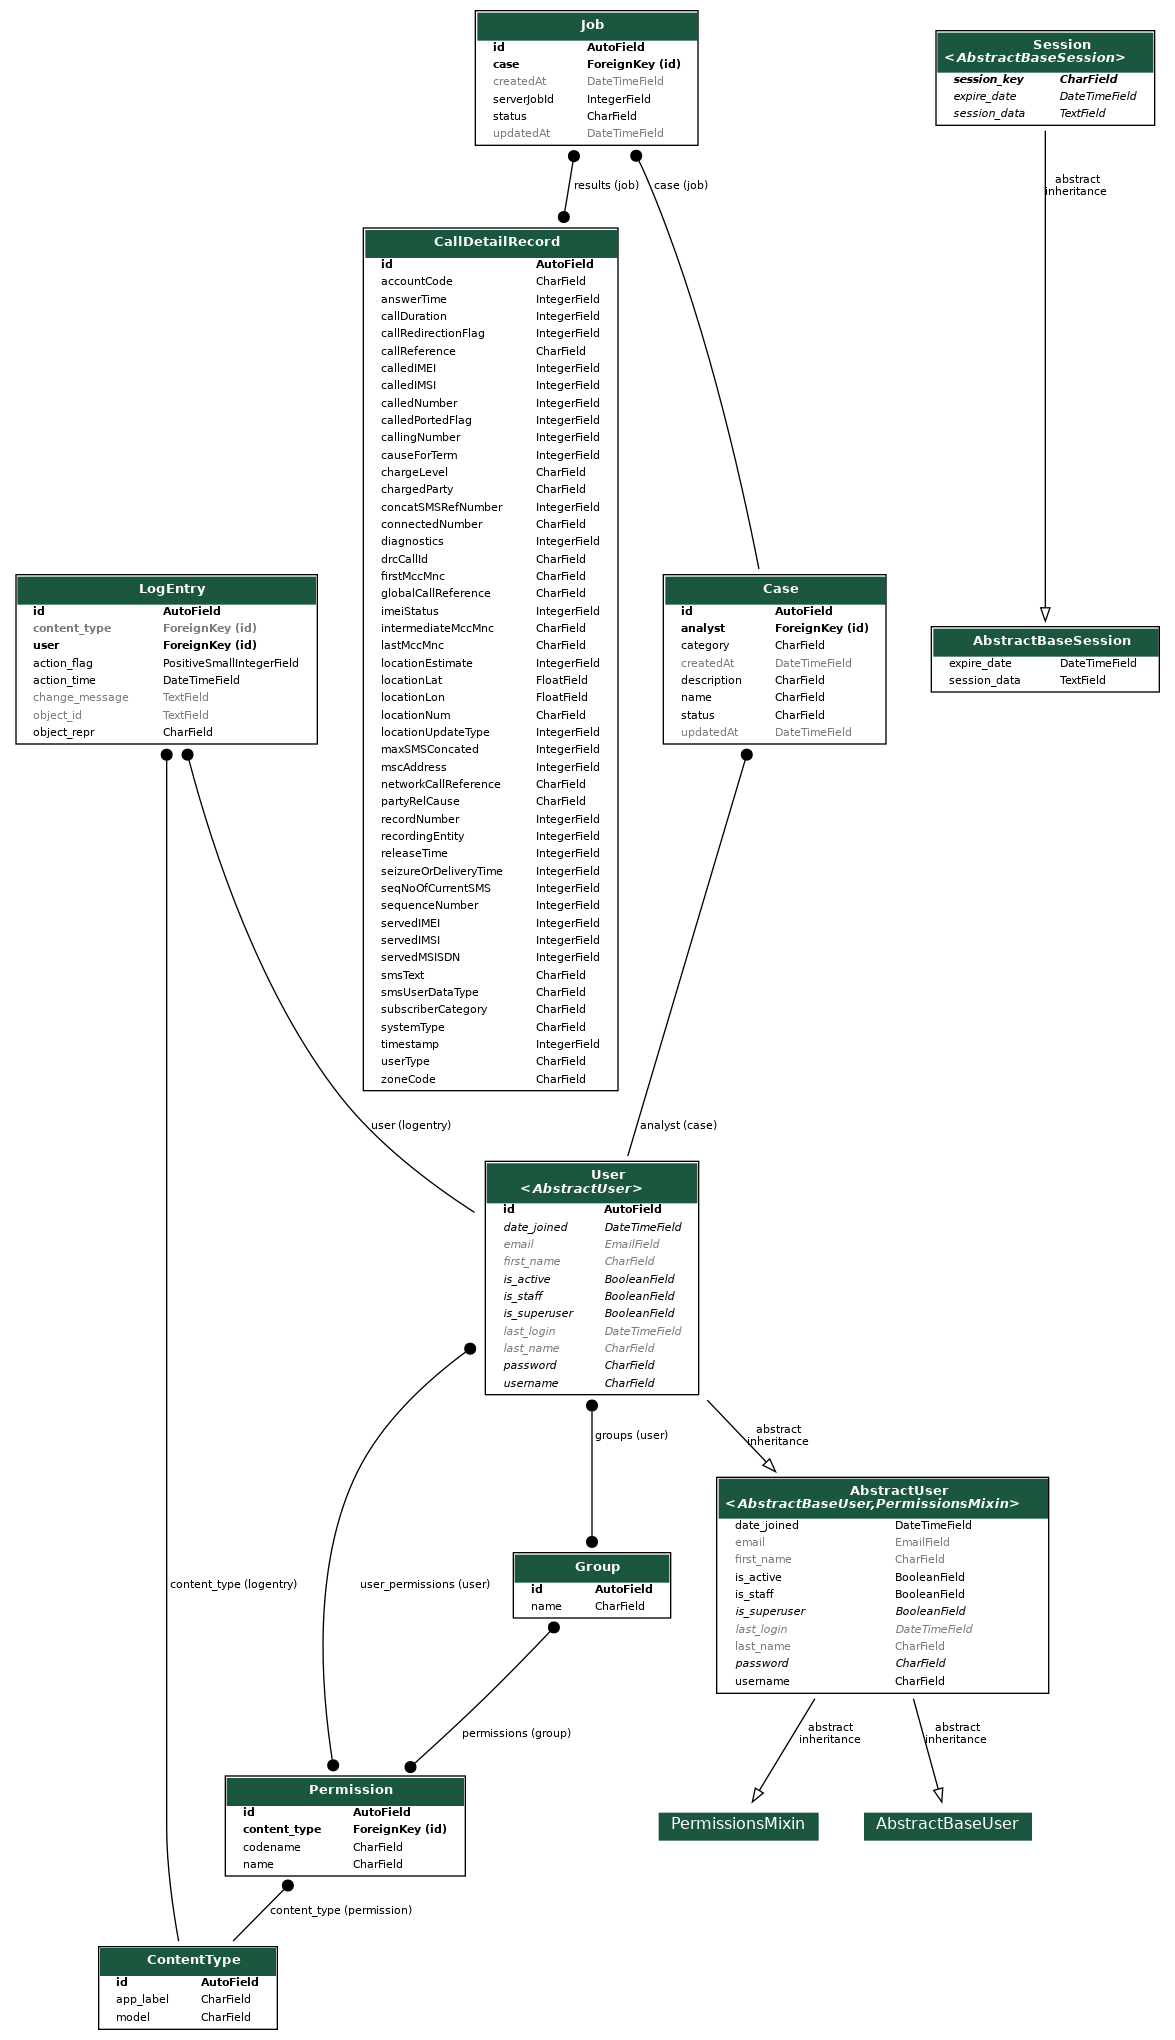 Job
id AutoField
case ForeignKey (id)
createdAt DateTimeField
serverJobId IntegerField
status CharField
updatedAt DateTimeField
Session
<AbstractBaseSession>
session_key CharField
expire_date DateTimeField
session_data TextField
results (job)
case (job)
abstract
inheritance
CallDetailRecord
id AutoField
accountCode CharField
answerTime IntegerField
callDuration IntegerField
callRedirectionFlag IntegerField
callReference CharField
calledIMEI IntegerField
calledIMSI IntegerField
calledNumber IntegerField
calledPortedFlag IntegerField
callingNumber IntegerField
causeForTerm IntegerField
chargeLevel CharField
chargedParty CharField
concatSMSRefNumber IntegerField
connectedNumber CharField
diagnostics IntegerField
drcCallId CharField
firstMccMnc CharField
globalCallReference CharField
imeiStatus IntegerField
intermediateMccMnc CharField
lastMccMnc CharField
locationEstimate IntegerField
locationLat FloatField
locationLon FloatField
locationNum CharField
locationUpdateType IntegerField
maxSMSConcated IntegerField
mscAddress IntegerField
networkCallReference CharField
partyRelCause CharField
recordNumber IntegerField
recordingEntity IntegerField
releaseTime IntegerField
seizureOrDeliveryTime IntegerField
seqNoOfCurrentSMS IntegerField
sequenceNumber IntegerField
servedIMEI IntegerField
servedIMSI IntegerField
servedMSISDN IntegerField
smsText CharField
smsUserDataType CharField
subscriberCategory CharField
systemType CharField
timestamp IntegerField
userType CharField
zoneCode CharField
LogEntry
id AutoField
content_type ForeignKey (id)
user ForeignKey (id)
action_flag PositiveSmallIntegerField
action_time DateTimeField
change_message TextField
object_id TextField
object_repr CharField
Case
id AutoField
analyst ForeignKey (id)
category CharField
createdAt DateTimeField
description CharField
name CharField
status CharField
updatedAt DateTimeField
AbstractBaseSession
expire_date DateTimeField
session_data TextField
user (logentry)
analyst (case)
User
<AbstractUser>
id AutoField
date_joined DateTimeField
email EmailField
first_name CharField
is_active BooleanField
is_staff BooleanField
is_superuser BooleanField
last_login DateTimeField
last_name CharField
password CharField
username CharField
groups (user)
abstract
inheritance
AbstractUser
<AbstractBaseUser,PermissionsMixin>
date_joined DateTimeField
email EmailField
first_name CharField
is_active BooleanField
is_staff BooleanField
is_superuser BooleanField
last_login DateTimeField
last_name CharField
password CharField
username CharField
content_type (logentry)
user_permissions (user)
Group
id AutoField
name CharField
permissions (group)
abstract
inheritance
abstract
inheritance
Permission
id AutoField
content_type ForeignKey (id)
codename CharField
name CharField
PermissionsMixin
AbstractBaseUser
content_type (permission)
ContentType
id AutoField
app_label CharField
model CharField